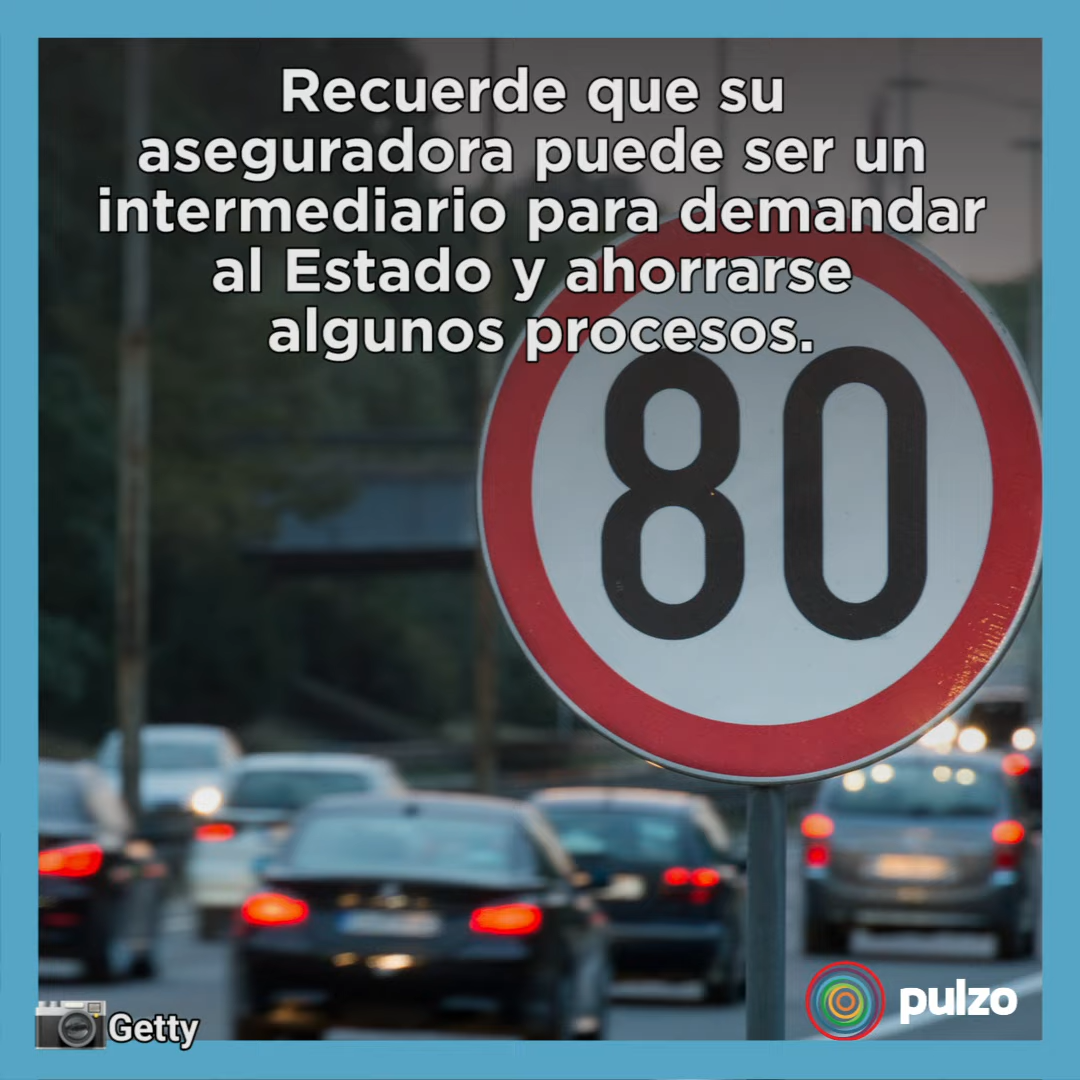 Recuerde que su
aseguradora puede ser un
intermediario para demandar
al Estado y ahorrarse
algunos procesos.
80
Getty
pulzo